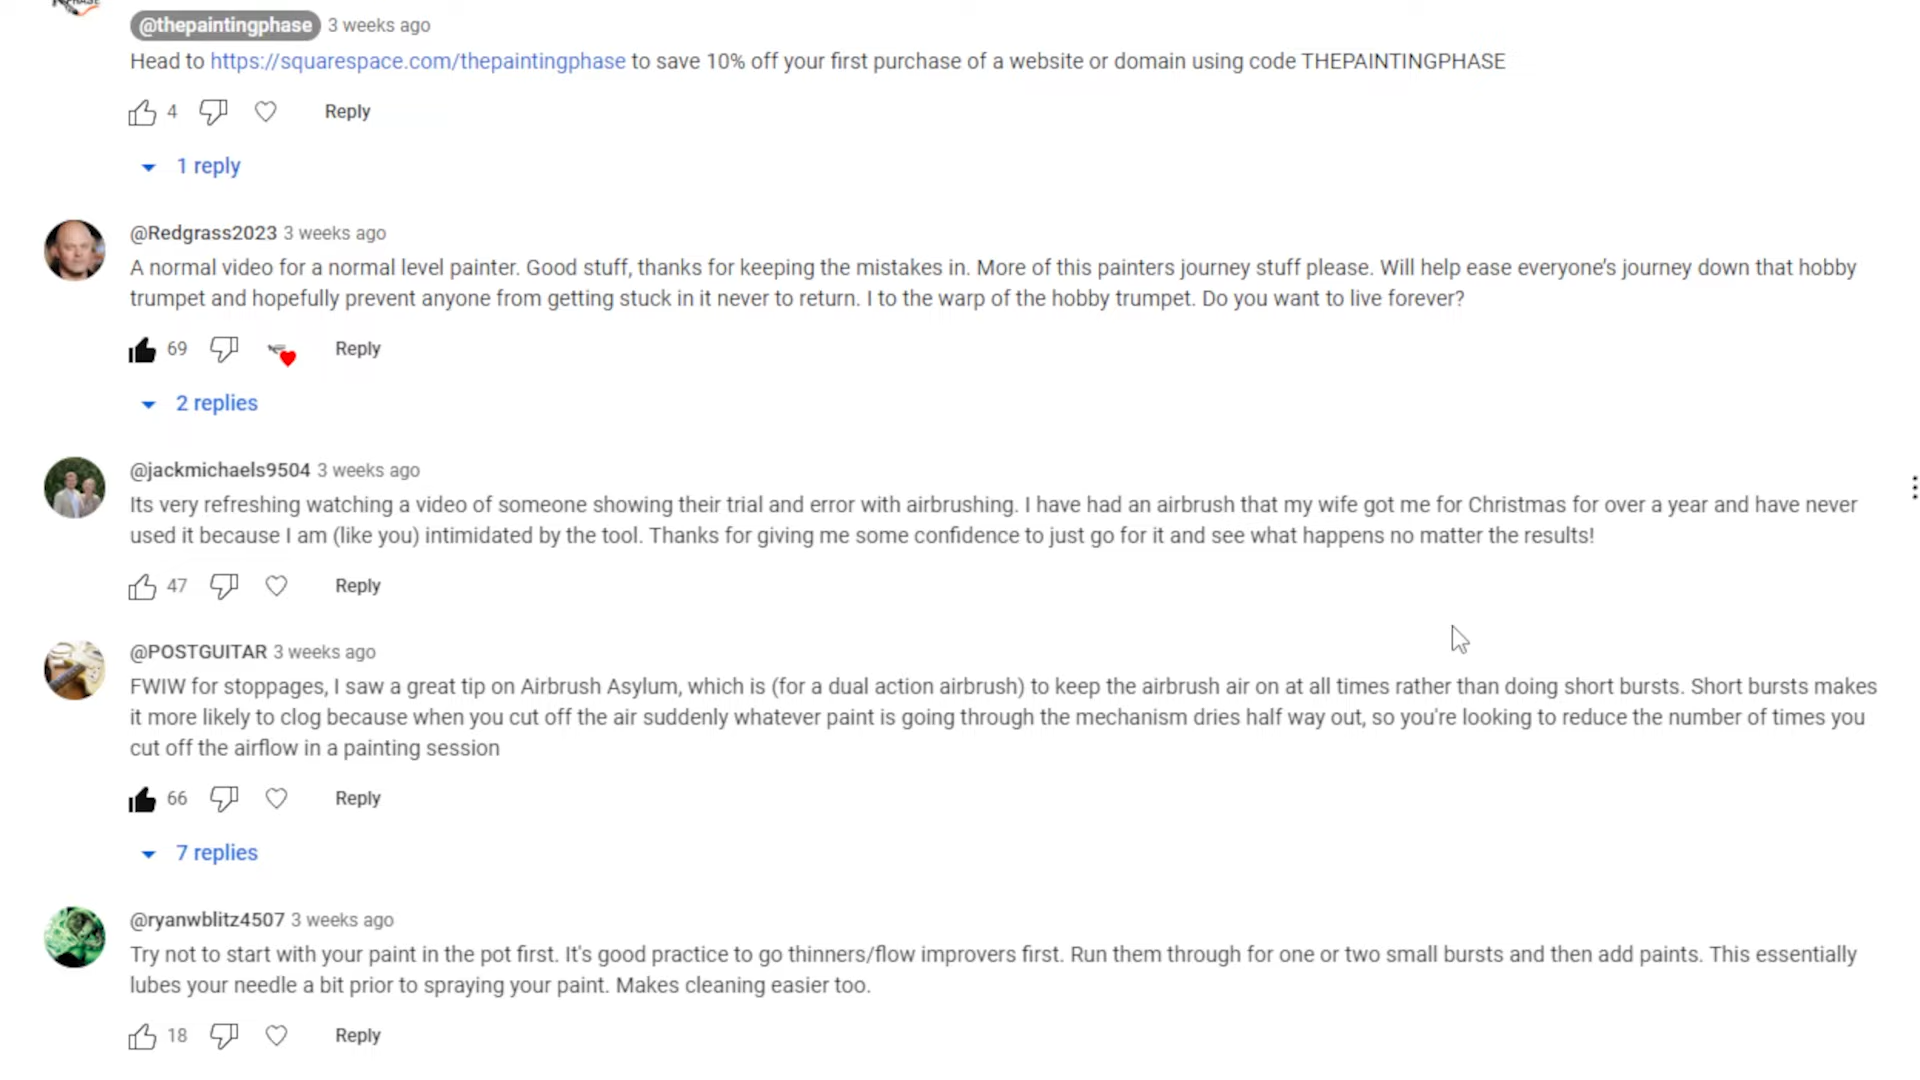 @thepaintingphase 3 weeks ago
Head to https://squarespace.com/thepaintingphase to save 10% off your first purchase of a website or domain using code THEPAINTINGPHASE
4 Reply
1 reply
@Redgrass2023 3 weeks ago
A normal video for a normal level painter. Good stuff, thanks for keeping the mistakes in. More of this painters journey stuff please. Will help ease everyone's journey down that hobby
trumpet and hopefully prevent anyone from getting stuck in it never to return. I to the warp of the hobby trumpet. Do you want to live forever?
69 Reply
2 replies
@jackmichaels9504 3 weeks ago
Its very refreshing watching a video of someone showing their trial and error with airbrushing. I have had an airbrush that my wife got me for Christmas for over a year and have never
used it because I am (like you) intimidated by the tool. Thanks for giving me some confidence to just go for it and see what happens no matter the results!
47 Reply
@POSTGUITAR 3 weeks ago
FWIW for stoppages, I saw a great tip on Airbrush Asylum, which is (for a dual action airbrush) to keep the airbrush air on at all times rather than doing short bursts. Short bursts makes
it more likely to clog because when you cut off the air suddenly whatever paint is going through the mechanism dries half way out, so you're looking to reduce the number of times you
cut off the airflow in a painting session
66 Reply
7 replies
@ryanwblitz4507 3 weeks ago
Try not to start with your paint in the pot first. It's good practice to go thinners/flow improvers first. Run them through for one or two small bursts and then add paints. This essentially
lubes your needle a bit prior to spraying your paint. Makes cleaning easier too.
18 Reply